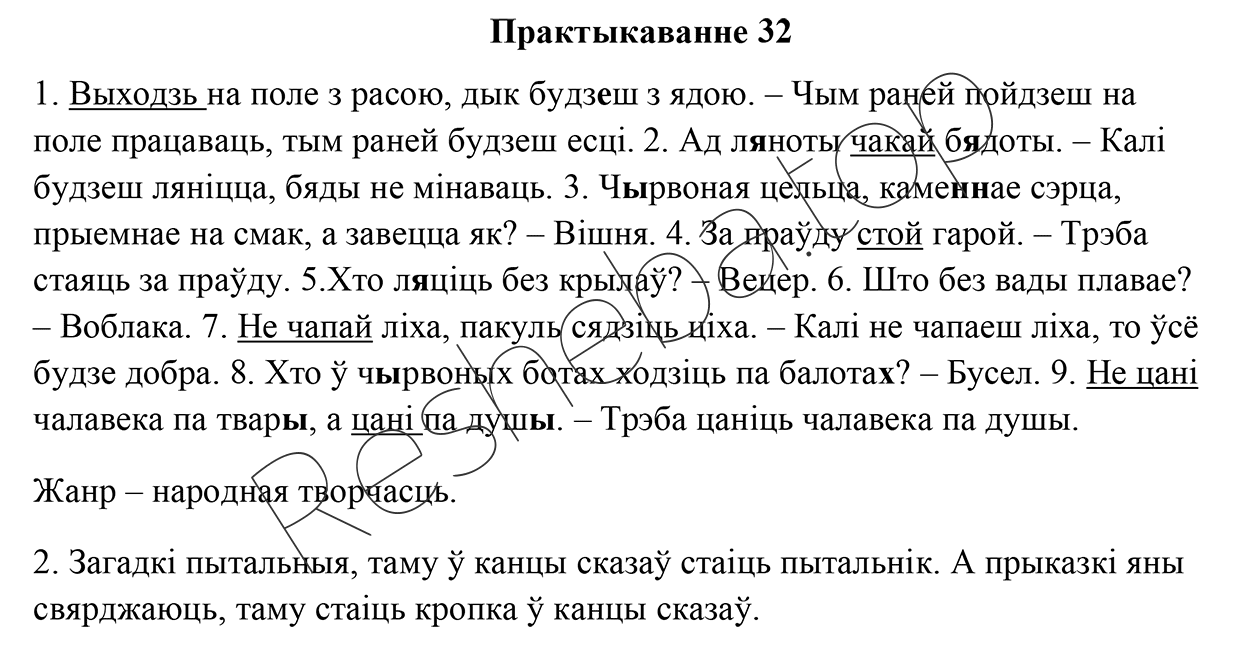 Практыкаванне 32
1. Выходзь на поле з расою, дык будзеш з ядою. – Чым раней пойдзеш на
поле працаваць, тым раней будзеш есці. 2. Ад ляноты чакай бядоты. – Калі
будзеш ляніцца, бяды не мінаваць. 3. Чырвоная цельца, каменнае сэрца,
прыемнае на смак, а завецца як? – Вішня. 4. За праўду стой гарой. – Трэба
стаяць за праўду. 5.Хто ляціць без крылаў? – Вецер. 6. Што без вады плавае?
– Воблака. 7. Не чапай ліха, пакуль сядзіць ціха. – Калі не чапаеш ліха, то ўсё
будзе добра. 8. Хто ў чырвоных ботах ходзіць па балотах? – Бусел. 9. Не цані
чалавека па твары, а цані па душы. – Трэба цаніць чалавека па душы.
Жанр – народная творчасць.
2. Загадкі пытальныя, таму ў канцы сказаў стаіць пытальнік. А прыказкі яны
свярджаюць, таму стаіць кропка ў канцы сказаў.
Resheba.top